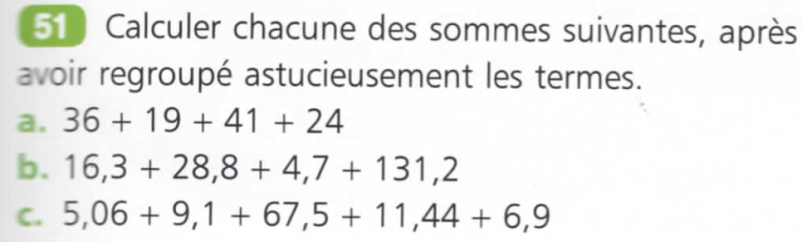 51 Calculer chacune des sommes suivantes, après
avoir regroupé astucieusement les termes.
a. 36 + 19 + 41 + 24
b. 16,3 + 28,8 + 4,7 + 131,2
c. 5,06 + 9,1 + 67,5 + 11,44 + 6,9